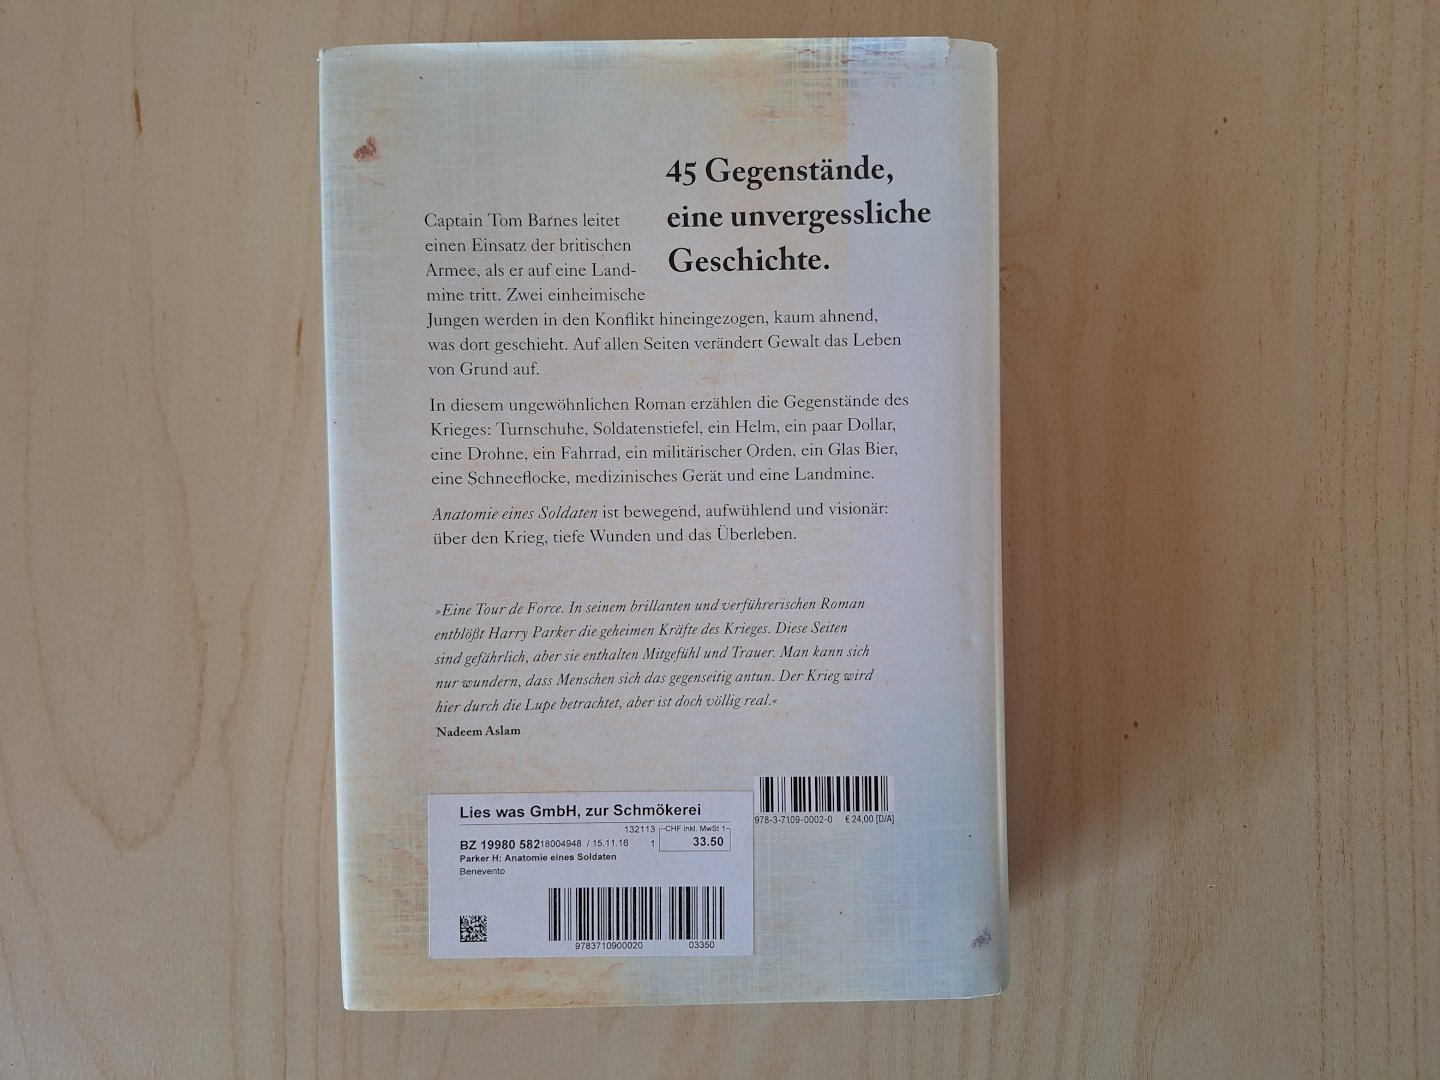 45 Gegenstände,
eine unvergessliche
Geschichte.
Captain Tom Barnes leitet
einen Einsatz der britischen
Armee, als er auf eine Land-
mine tritt. Zwei einheimische
Jungen werden in den Konflikt hineingezogen, kaum ahnend,
was dort geschieht. Auf allen Seiten verändert Gewalt das Leben
von Grund auf.
In diesem ungewöhnlichen Roman erzählen die Gegenstände des
Krieges: Turnschuhe, Soldatenstiefel, ein Helm, ein paar Dollar,
eine Drohne, ein Fahrrad, ein militärischer Orden, ein Glas Bier,
eine Schneeflocke, medizinisches Gerät und eine Landmine.
Anatomie eines Soldaten ist bewegend, aufwühlend und visionär:
über den Krieg, tiefe Wunden und das Überleben.
»Eine Tour de Force. In seinem brillanten und verführerischen Roman
entblößt Harry Parker die geheimen Kräfte des Krieges. Diese Seiten
sind gefährlich, aber sie enthalten Mitgefühl und Trauer. Man kann sich
nur wundern, dass Menschen sich das gegenseitig antun. Der Krieg wird
hier durch die Lupe betrachtet, aber ist doch völlig real.«
Nadeem Aslam
978-3-7109-0002-0 € 24,00 [D/A]
Lies was GmbH, zur Schmökerei
132113 CHF inkl. MwSt 1
BZ 19980 582 18004948 / 15.11.16 1 33.50
Parker H: Anatomie eines Soldaten
Benevento
9783710900020 03350